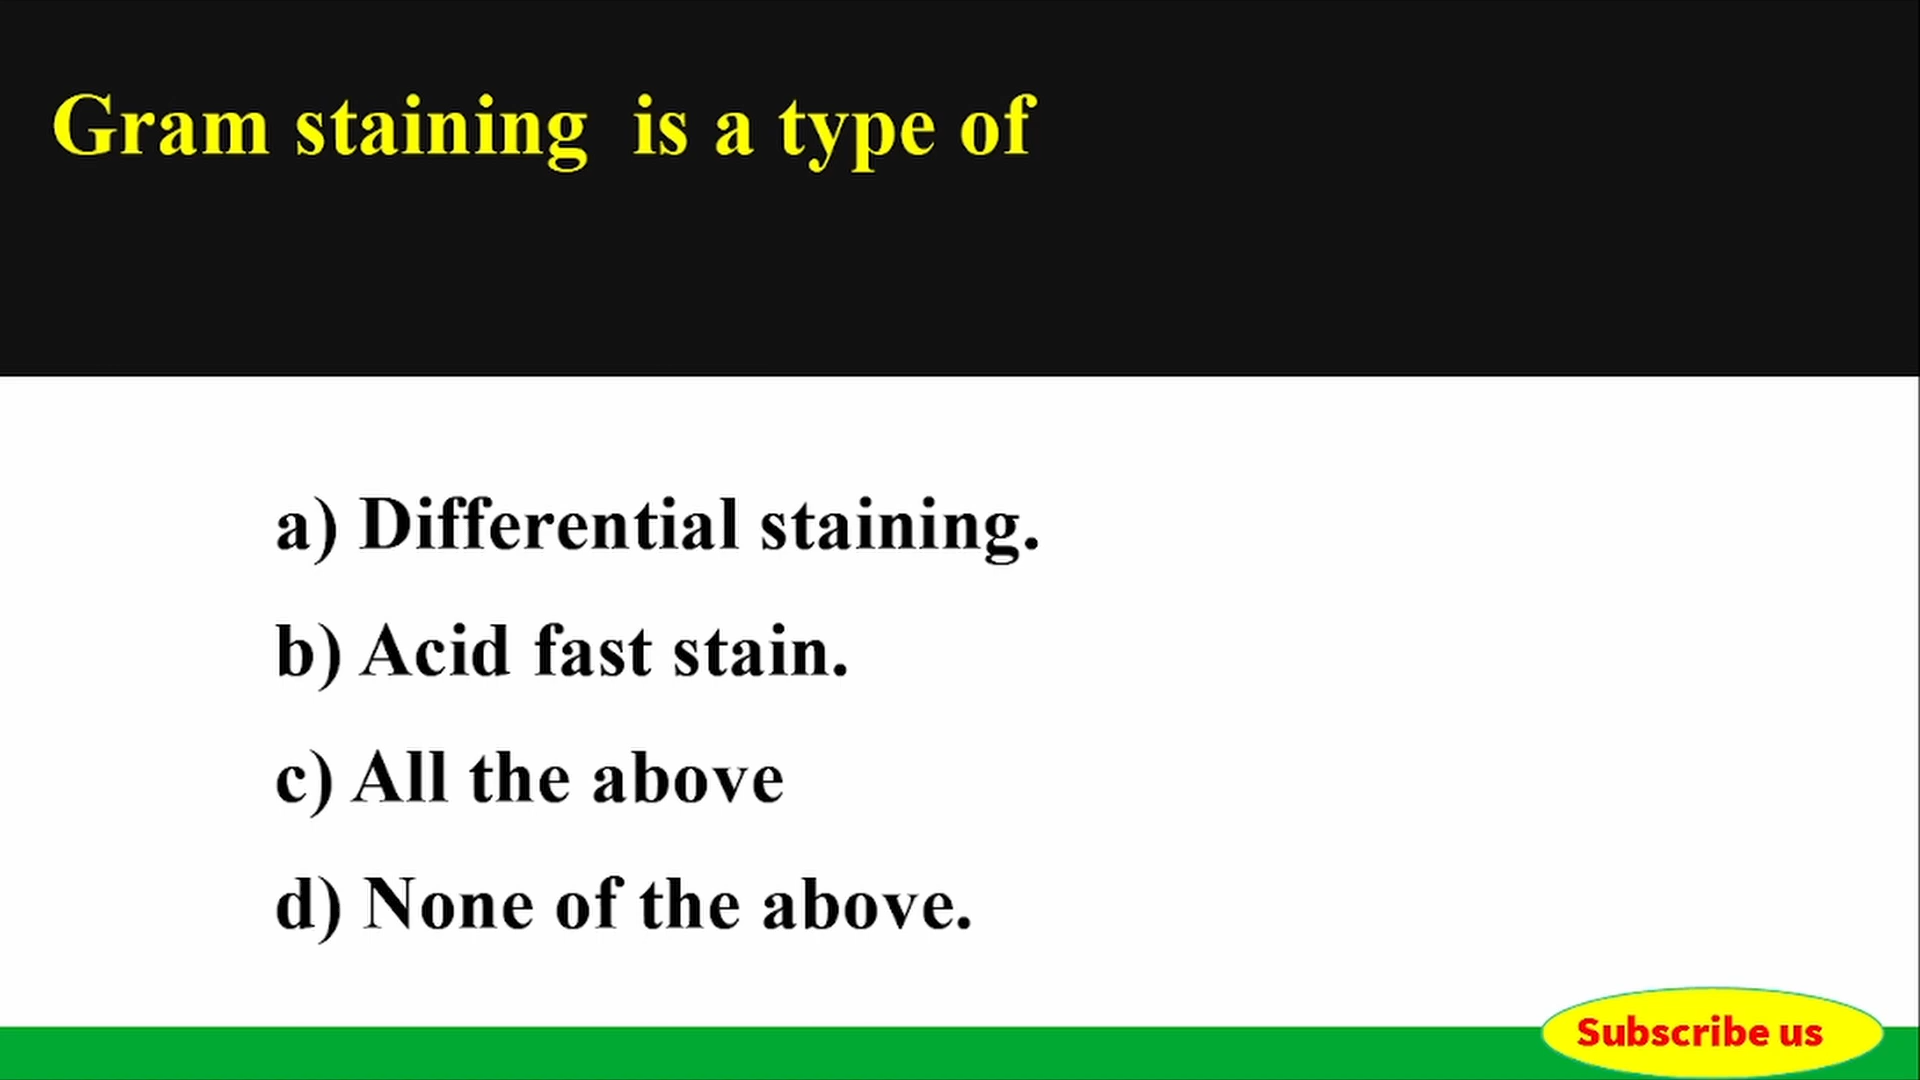 Gram staining is a type of
a) Differential staining.
b) Acid fast stain.
c) All the above
d) None of the above.
Subscribe us